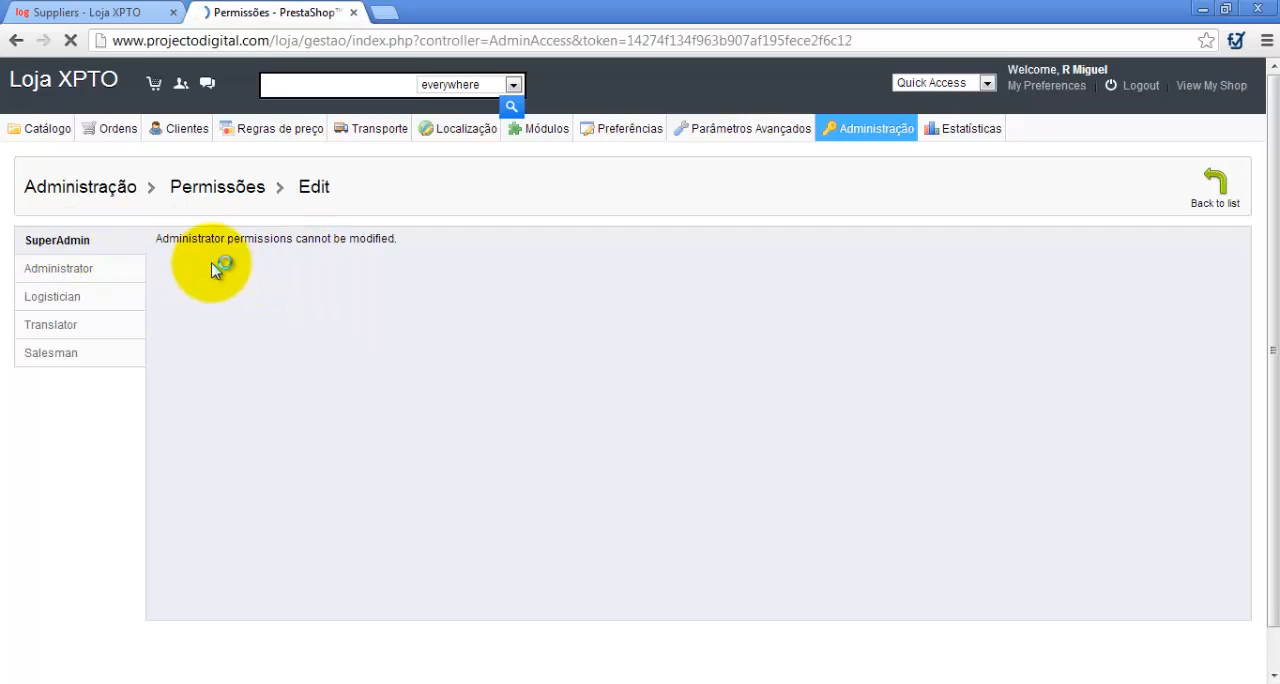 log Suppliers - Loja XPTO
Permissões - PrestaShop™
www.projectodigital.com/loja/gestao/index.php?controller=AdminAccess&token=14274f134f963b907af195fece2f6c12
Loja XPTO
everywhere
Quick Access
Welcome, R Miguel
My Preferences
Logout
View My Shop
Catálogo
Ordens
Clientes
Regras de preço
Transporte
Localização
Módulos
Preferências
Parâmetros Avançados
Administração
Estatísticas
Administração > Permissões > Edit
Back to list
SuperAdmin
Administrator permissions cannot be modified.
Administrator
Logistician
Translator
Salesman